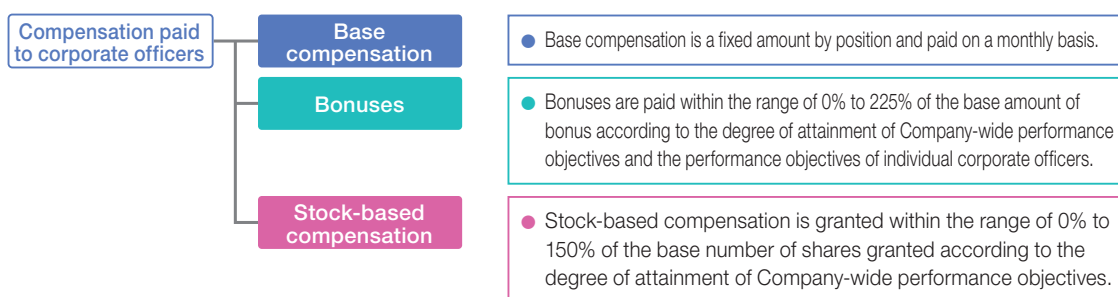 Compensation paid
to corporate officers
Base
compensation
● Base compensation is a fixed amount by position and paid on a monthly basis.
Bonuses
● Bonuses are paid within the range of 0% to 225% of the base amount of
bonus according to the degree of attainment of Company-wide performance
objectives and the performance objectives of individual corporate officers.
Stock-based
compensation
● Stock-based compensation is granted within the range of 0% to
150% of the base number of shares granted according to the
degree of attainment of Company-wide performance objectives.